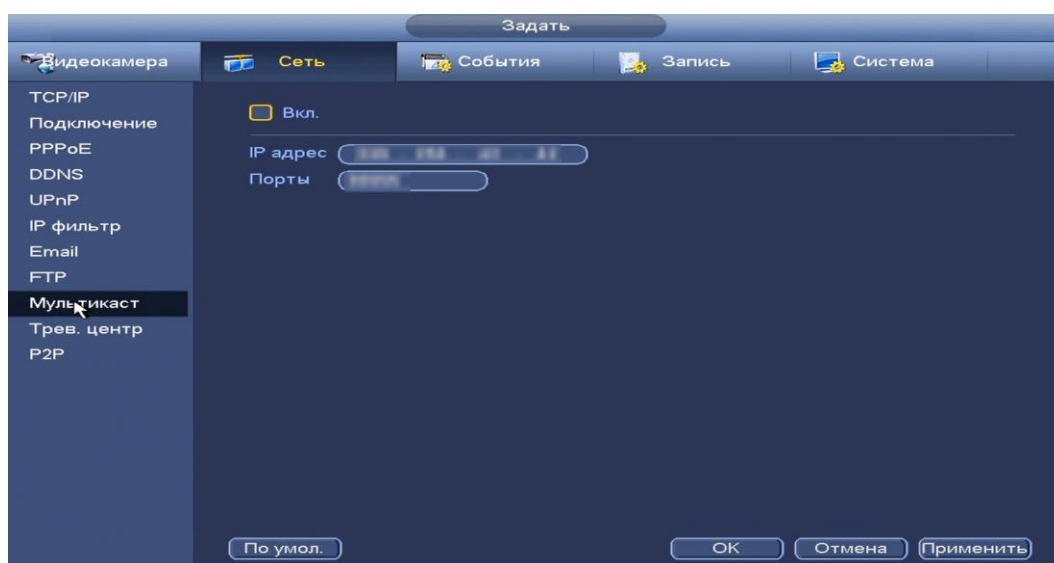 Задать
Видеокамера
Сеть
События
Запись
Система
TCP/IP
Подключение
PPPoE
DDNS
UPnP
IP фильтр
Email
FTP
Мультикаст
Трев. центр
P2P
Вкл.
IP адрес
Порты
По умол.
OK
Отмена
Применить